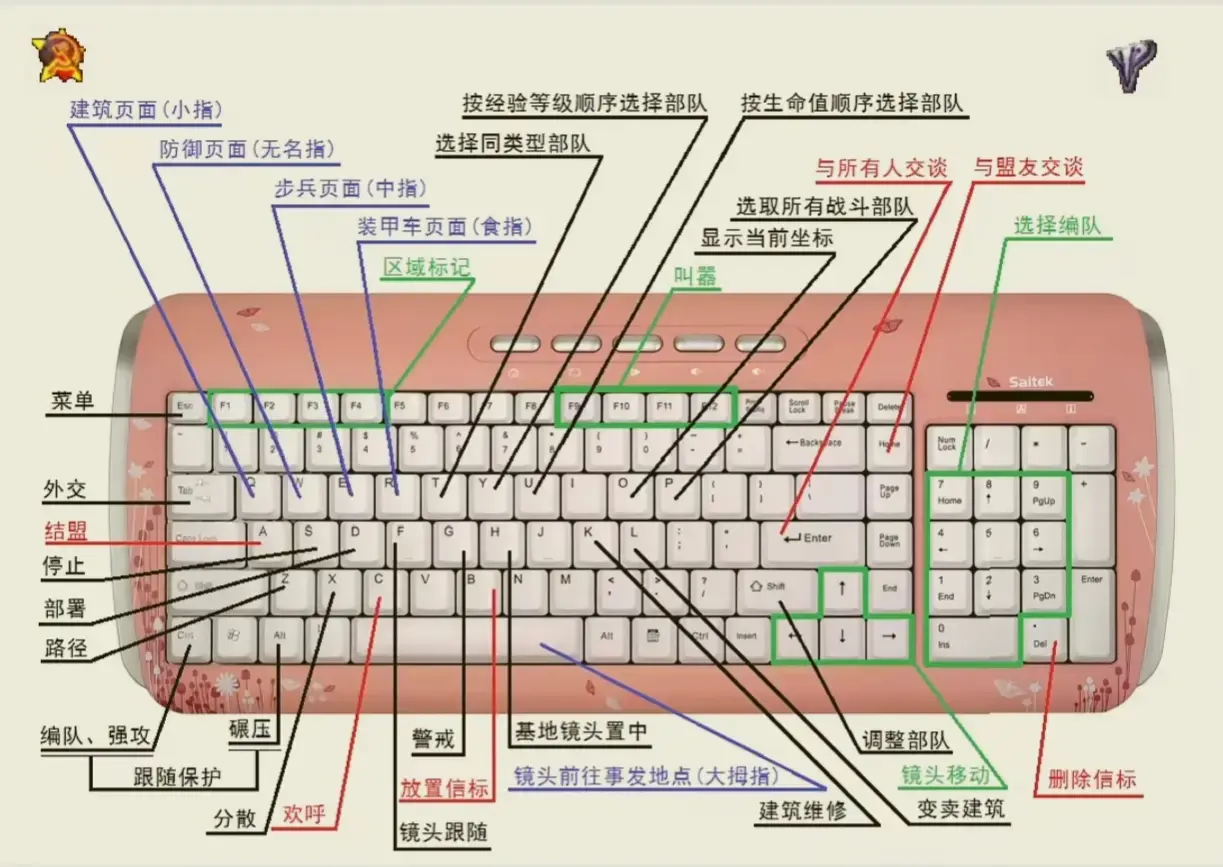 按经验等级顺序选择部队
按生命值顺序选择部队
建筑页面(小指)
选择同类型部队
防御页面(无名指)
与所有人交谈
与盟友交谈
步兵页面(中指)
选取所有战斗部队
装甲车页面(食指)
选择编队
显示当前坐标
区域标记
叫嚣
Saitek
菜单
Esc F1 F2 F3 F4 F5 F6 F7 F8 F9 F10 F11 F12 Scroll Lock Pause Break Delete
~ 1 # 3 $ 4 % 5 ^ 6 & 7 * 8 ( 9 ) 0 ←Backspace Home Num Lock / * -
外交
Tab Q W E R T Y U I O P Page Up 7 Home 8 ↑ 9 PgUp +
结盟
Caps Lock A S D F G H J K L ; Enter Page Down 4 ← 5 6 →
停止
部署
Shift Z X C V B N M < , > . ? / Shift ↑ End 1 End 2 ↓ 3 PgDn Enter
路径
Ctrl Alt Alt Ctrl Insert ← ↓ → 0 Ins . Del
编队、强攻
碾压
警戒
基地镜头置中
调整部队
跟随保护
放置信标
镜头前往事发地点(大拇指)
镜头移动
删除信标
分散
欢呼
镜头跟随
建筑维修
变卖建筑